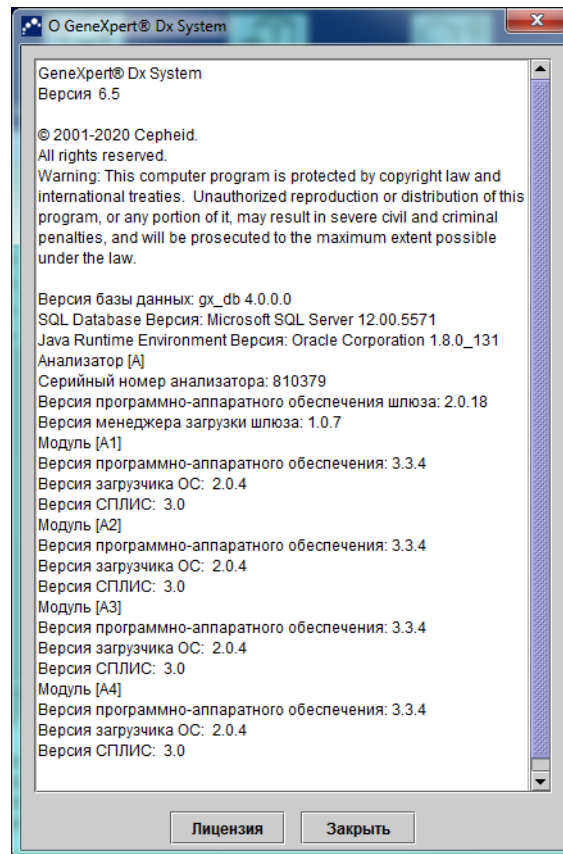 О GeneXpert® Dx System
GeneXpert® Dx System
Версия 6.5
© 2001-2020 Cepheid.
All rights reserved.
Warning: This computer program is protected by copyright law and
international treaties. Unauthorized reproduction or distribution of this
program, or any portion of it, may result in severe civil and criminal
penalties, and will be prosecuted to the maximum extent possible
under the law.
Версия базы данных: gx_db 4.0.0.0
SQL Database Версия: Microsoft SQL Server 12.00.5571
Java Runtime Environment Версия: Oracle Corporation 1.8.0_131
Анализатор [A]
Серийный номер анализатора: 810379
Версия программно-аппаратного обеспечения шлюза: 2.0.18
Версия менеджера загрузки шлюза: 1.0.7
Модуль [A1]
Версия программно-аппаратного обеспечения: 3.3.4
Версия загрузчика ОС: 2.0.4
Версия СПЛИС: 3.0
Модуль [A2]
Версия программно-аппаратного обеспечения: 3.3.4
Версия загрузчика ОС: 2.0.4
Версия СПЛИС: 3.0
Модуль [A3]
Версия программно-аппаратного обеспечения: 3.3.4
Версия загрузчика ОС: 2.0.4
Версия СПЛИС: 3.0
Модуль [A4]
Версия программно-аппаратного обеспечения: 3.3.4
Версия загрузчика ОС: 2.0.4
Версия СПЛИС: 3.0
Лицензия Закрыть